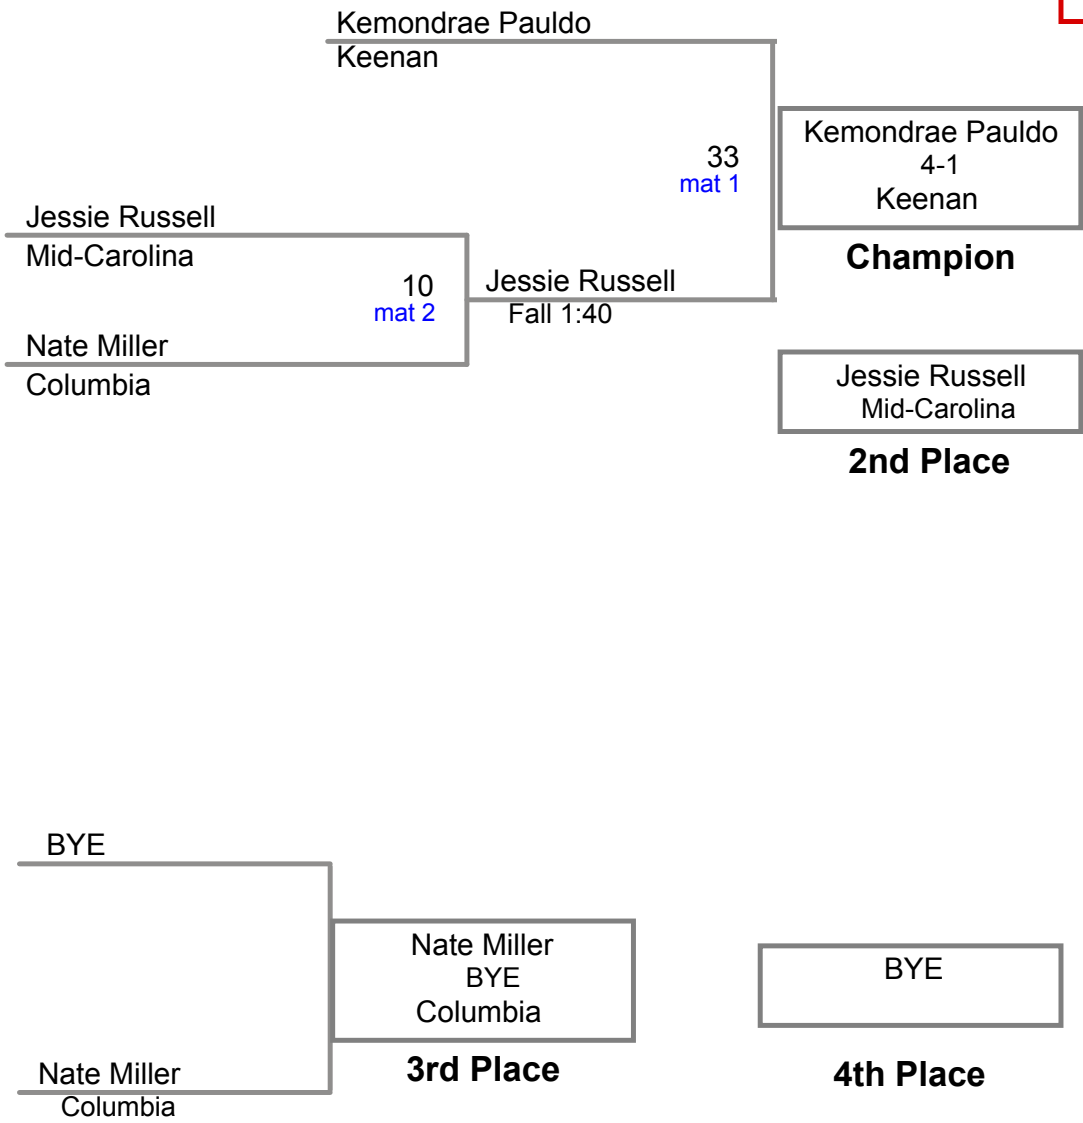 Kemondrae Pauldo
Keenan
33
mat 1
Kemondrae Pauldo
4-1
Keenan
Champion
Jessie Russell
Mid-Carolina
10
mat 2
Jessie Russell
Fall 1:40
Nate Miller
Columbia
Jessie Russell
Mid-Carolina
2nd Place
BYE
Nate Miller
BYE
Columbia
3rd Place
BYE
4th Place
Nate Miller
Columbia